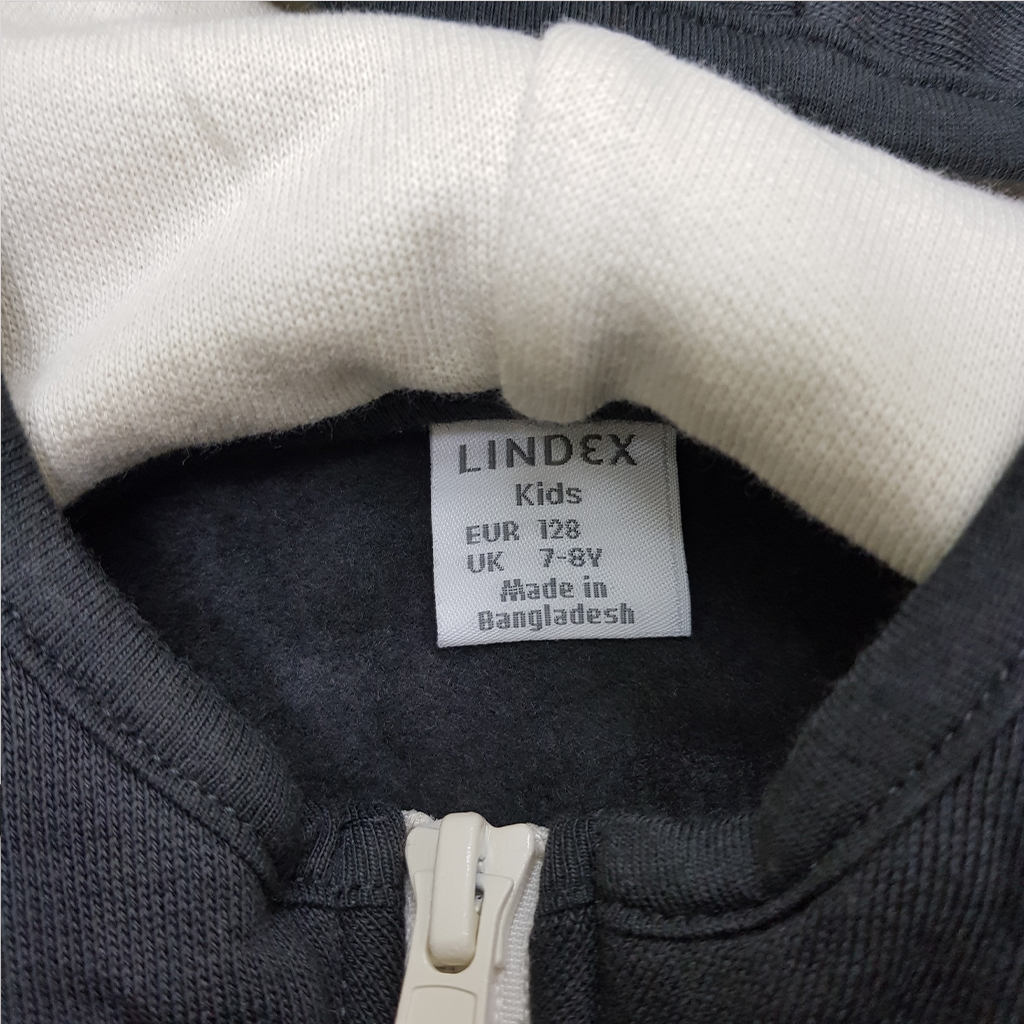 LINDEX
Kids
EUR 128
UK 7-8Y
Made in
Bangladesh